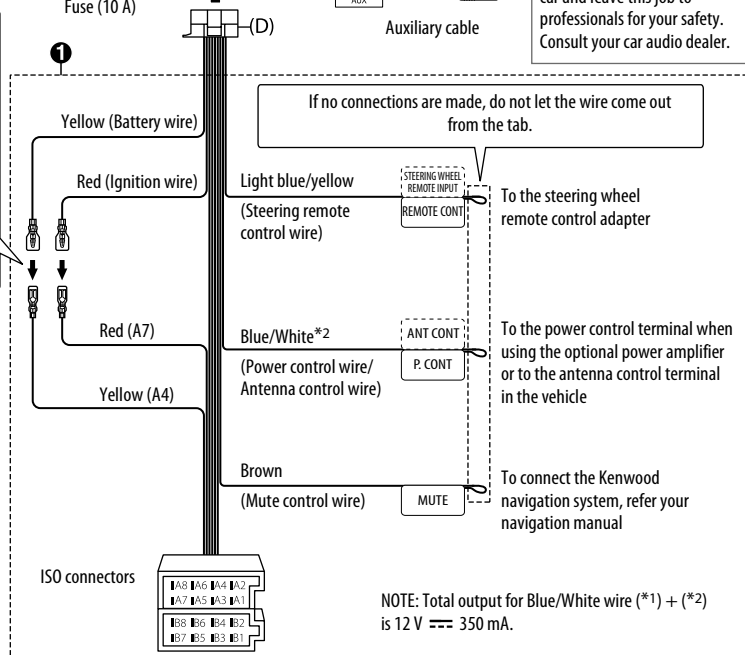 Fuse (10 A)
AUX
Auxiliary cable
professionals for your safety.
Consult your car audio dealer.
(D)
❶
If no connections are made, do not let the wire come out
from the tab.
Yellow (Battery wire)
Red (Ignition wire)
Light blue/yellow
(Steering remote
control wire)
STEERING WHEEL
REMOTE INPUT
REMOTE CONT
To the steering wheel
remote control adapter
Red (A7)
Yellow (A4)
Blue/White*2
(Power control wire/
Antenna control wire)
ANT CONT
P. CONT
To the power control terminal when
using the optional power amplifier
or to the antenna control terminal
in the vehicle
Brown
(Mute control wire)
MUTE
To connect the Kenwood
navigation system, refer your
navigation manual
ISO connectors
A8 A6 A4 A2
A7 A5 A3 A1
B8 B6 B4 B2
B7 B5 B3 B1
NOTE: Total output for Blue/White wire (*1) + (*2)
is 12 V ⎓ 350 mA.